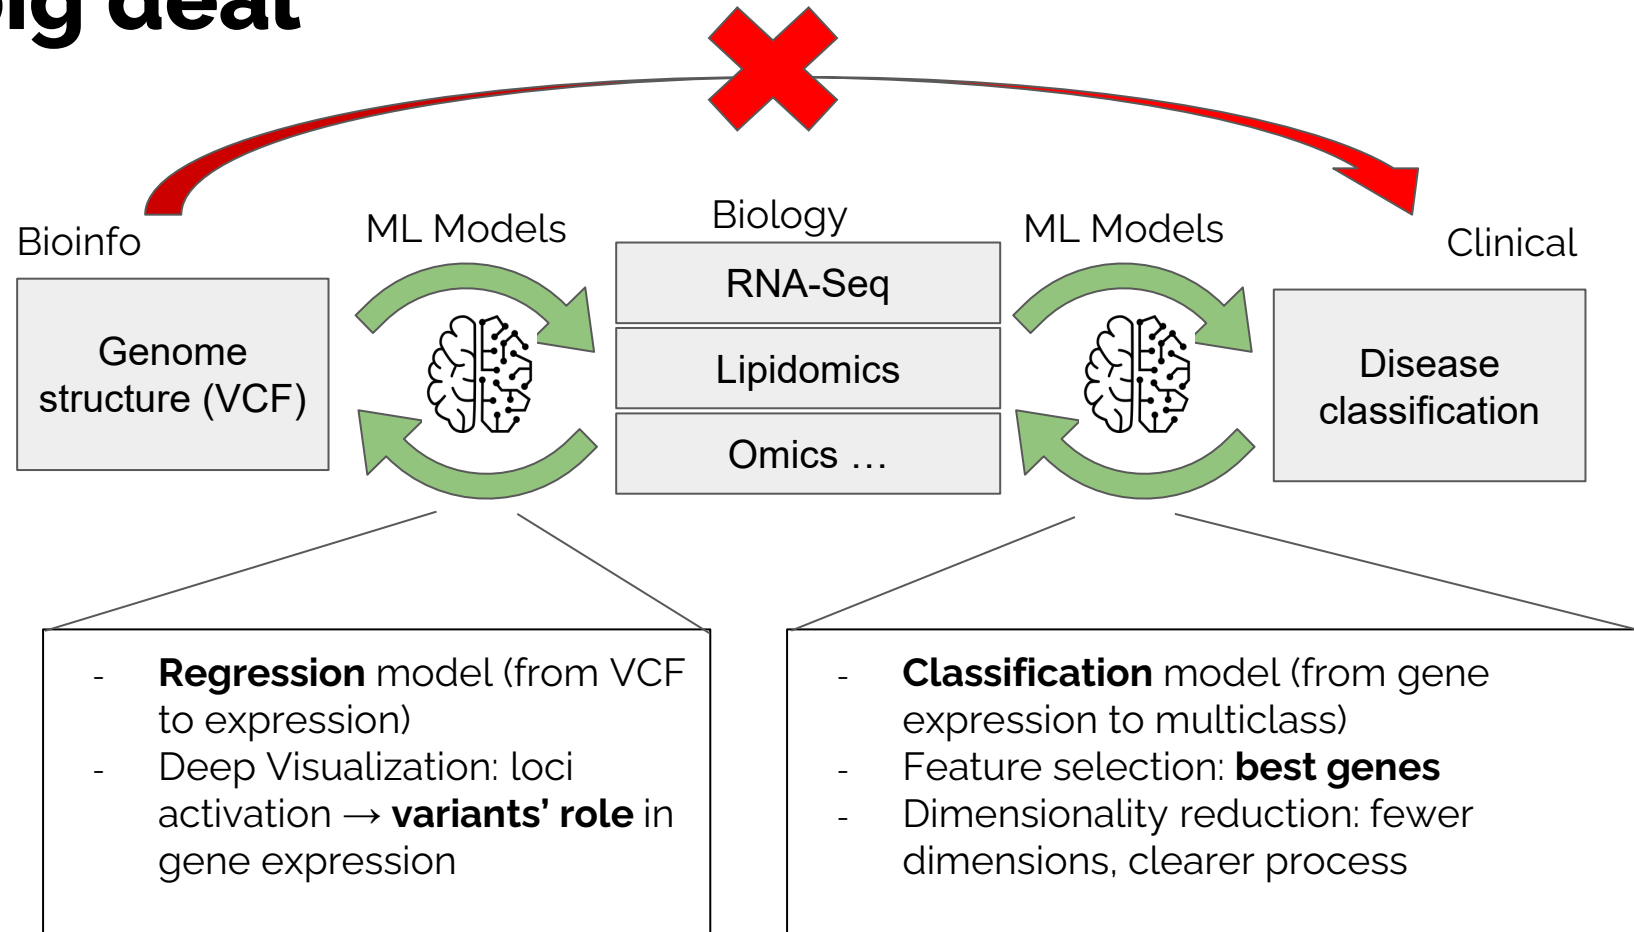 big deal
Bioinfo
ML Models
Biology
ML Models
Clinical
Genome
structure (VCF)
RNA-Seq
Lipidomics
Omics …
Disease
classification
- Regression model (from VCF
to expression)
- Deep Visualization: loci
activation → variants’ role in
gene expression
- Classification model (from gene
expression to multiclass)
- Feature selection: best genes
- Dimensionality reduction: fewer
dimensions, clearer process